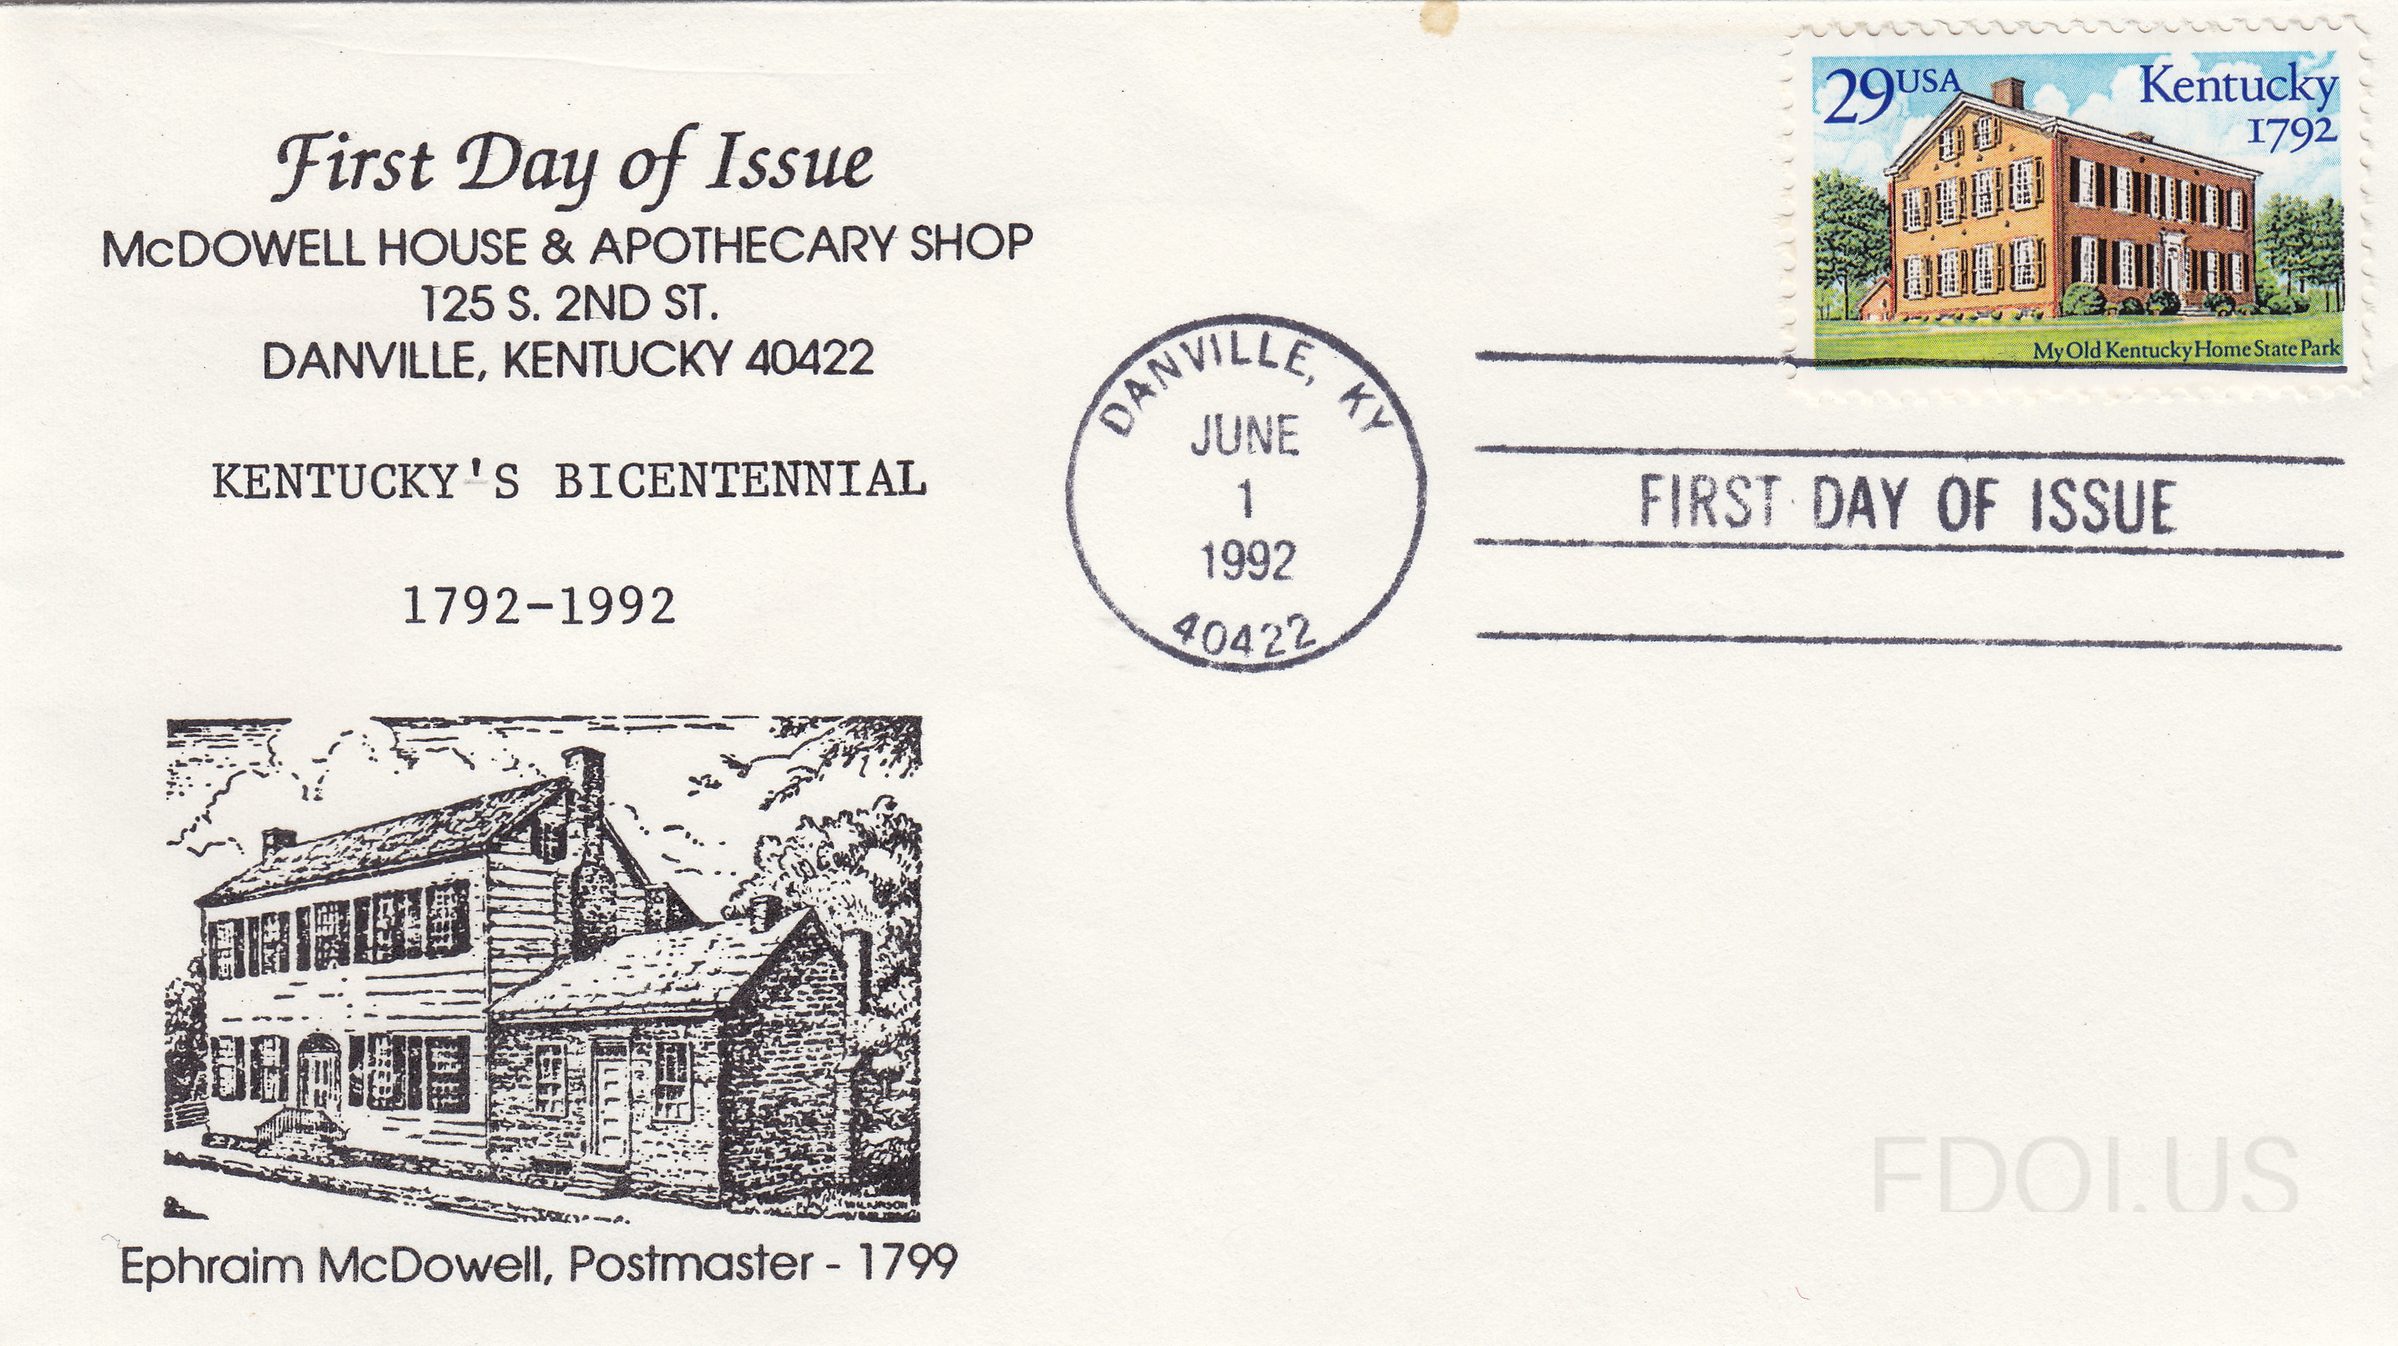 First Day of Issue
McDOWELL HOUSE & APOTHECARY SHOP
125 S. 2ND ST.
DANVILLE, KENTUCKY 40422
KENTUCKY'S BICENTENNIAL
1792-1992
Ephraim McDowell, Postmaster - 1799
DANVILLE, KY
JUNE
1
1992
40422
29 USA
Kentucky
1792
My Old Kentucky Home State Park
FIRST DAY OF ISSUE
FDOI.US